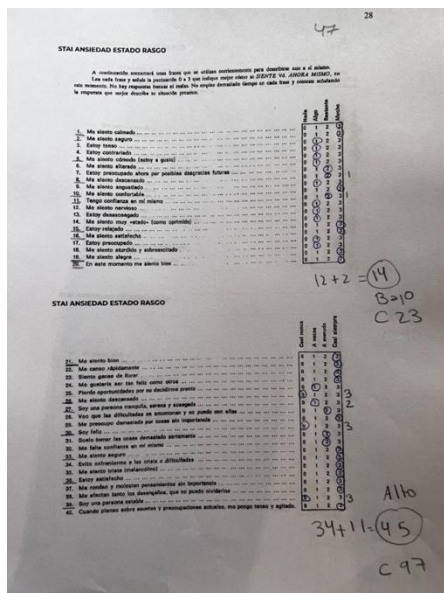 28
47
STAI ANSIEDAD ESTADO RASGO
A continuación encontrará unas frases que se utilizan corrientemente para describirse uno a sí mismo.
Lea cada frase y señale la puntuación 0 a 3 que indique mejor cómo se SIENTE Vd. AHORA MISMO, en
este momento. No hay respuestas buenas ni malas. No emplee demasiado tiempo en cada frase y conteste señalando
la respuesta que mejor describa su situación presente.
Nada Algo Bastante Mucho
1. Me siento calmado
2. Me siento seguro
3. Estoy tenso
4. Estoy contrariado
5. Me siento cómodo (estoy a gusto)
6. Me siento alterado
7. Estoy preocupado ahora por posibles desgracias futuras
8. Me siento descansado
9. Me siento angustiado
10. Me siento confortable
11. Tengo confianza en mí mismo
12. Me siento nervioso
13. Estoy desasosegado
14. Me siento muy «atado» (como oprimido)
15. Estoy relajado
16. Me siento satisfecho
17. Estoy preocupado
18. Me siento aturdido y sobreexcitado
19. Me siento alegre
20. En este momento me siento bien
12 + 2 = 14
C 23
STAI ANSIEDAD ESTADO RASGO
Casi nunca A veces A menudo Casi siempre
21. Me siento bien
22. Me canso rápidamente
23. Siento ganas de llorar
24. Me gustaría ser tan feliz como otros
25. Pierdo oportunidades por no decidirme pronto
26. Me siento descansado
27. Soy una persona tranquila, serena y sosegada
28. Veo que las dificultades se amontonan y no puedo con ellas
29. Me preocupo demasiado por cosas sin importancia
30. Soy feliz
31. Suelo tomar las cosas demasiado seriamente
32. Me falta confianza en mí mismo
33. Me siento seguro
34. Evito enfrentarme a las crisis o dificultades
35. Me siento triste (melancólico)
36. Estoy satisfecho
37. Me rondan y molestan pensamientos sin importancia
38. Me afectan tanto los desengaños, que no puedo olvidarlos
39. Soy una persona estable
40. Cuando pienso sobre asuntos y preocupaciones actuales, me pongo tenso y agitado.
Alto
34+11=45
C 97